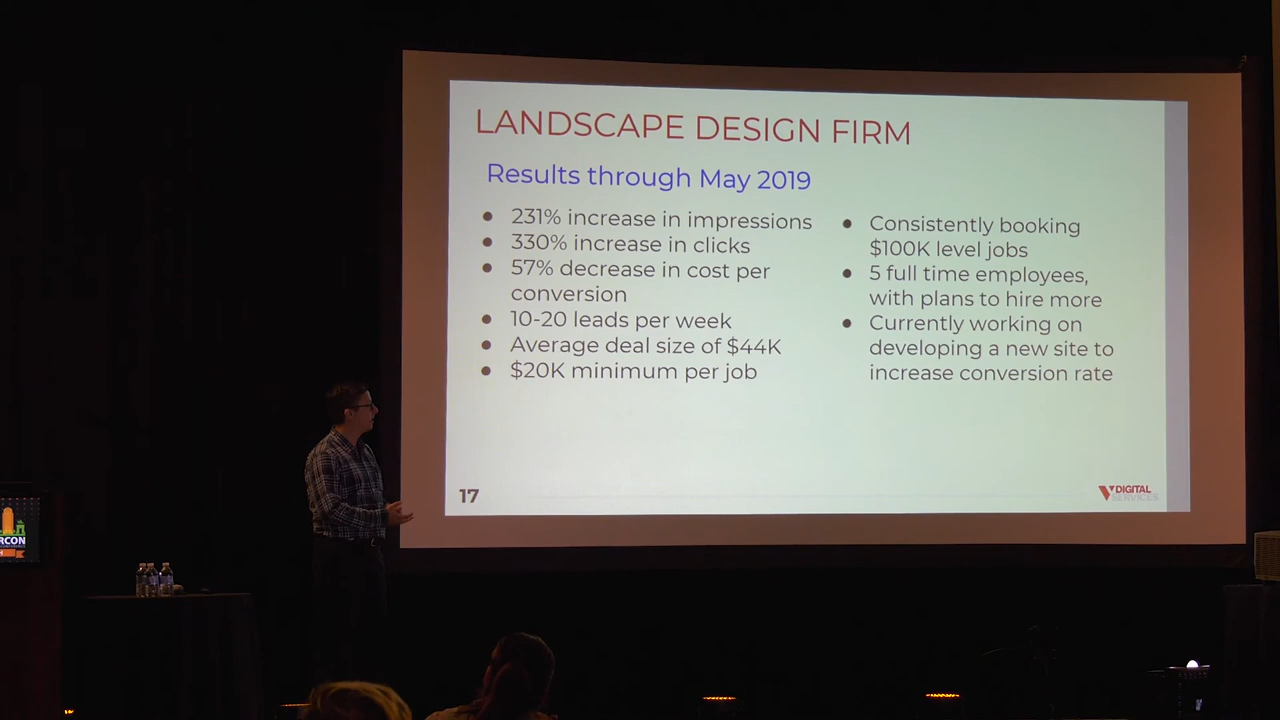 LANDSCAPE DESIGN FIRM
Results through May 2019
● 231% increase in impressions
● 330% increase in clicks
● 57% decrease in cost per
conversion
● 10-20 leads per week
● Average deal size of $44K
● $20K minimum per job
● Consistently booking
$100K level jobs
● 5 full time employees,
with plans to hire more
● Currently working on
developing a new site to
increase conversion rate
17
DIGITAL
SERVICES
RCON